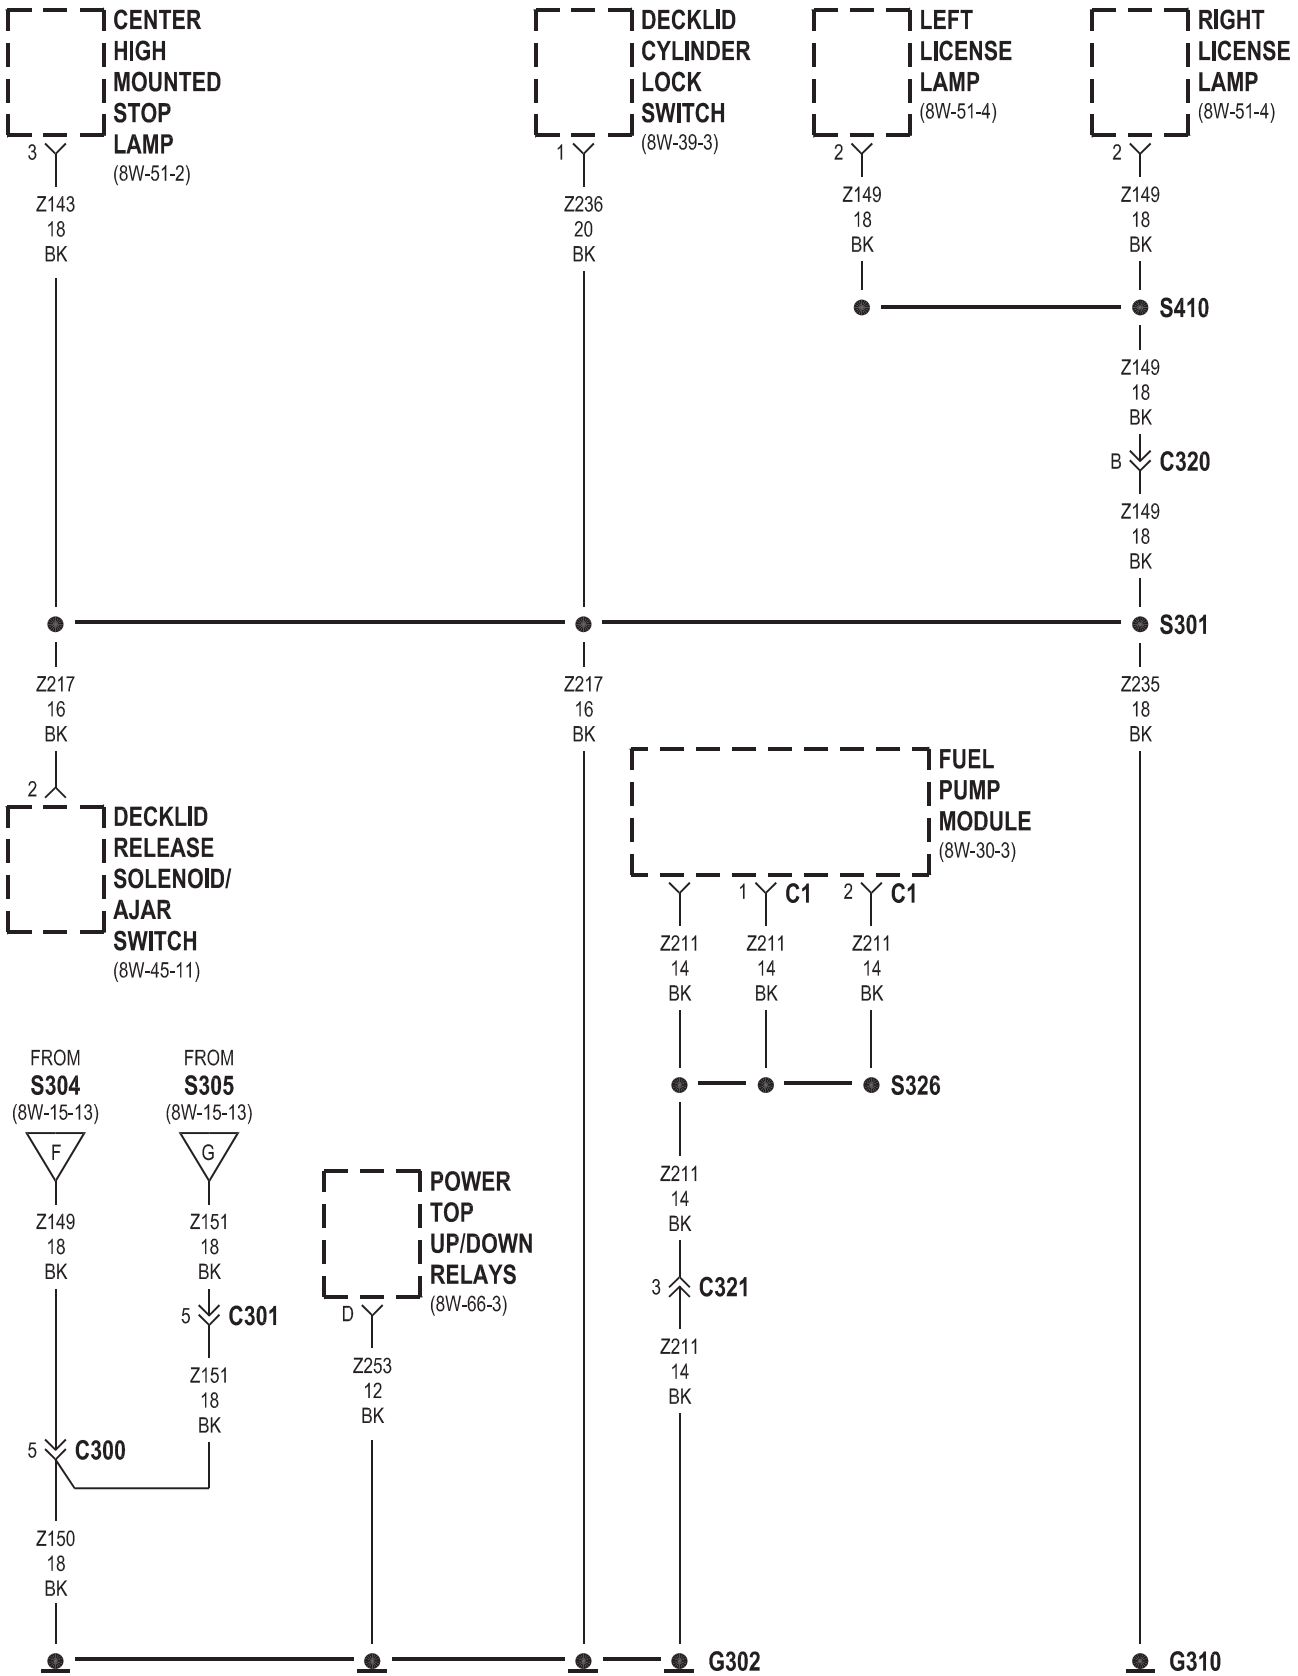 CENTER
HIGH
MOUNTED
STOP
LAMP
(8W-51-2)
3
Z143
18
BK
DECKLID
CYLINDER
LOCK
SWITCH
(8W-39-3)
1
Z236
20
BK
LEFT
LICENSE
LAMP
(8W-51-4)
2
Z149
18
BK
RIGHT
LICENSE
LAMP
(8W-51-4)
2
Z149
18
BK
S410
Z149
18
BK
B
C320
Z149
18
BK
S301
Z217
16
BK
2
DECKLID
RELEASE
SOLENOID/
AJAR
SWITCH
(8W-45-11)
Z217
16
BK
Z235
18
BK
FUEL
PUMP
MODULE
(8W-30-3)
1
C1
2
C1
Z211
14
BK
Z211
14
BK
Z211
14
BK
S326
Z211
14
BK
3
C321
Z211
14
BK
FROM
S304
(8W-15-13)
F
Z149
18
BK
FROM
S305
(8W-15-13)
G
Z151
18
BK
5
C301
Z151
18
BK
5
C300
Z150
18
BK
POWER
TOP
UP/DOWN
RELAYS
(8W-66-3)
D
Z253
12
BK
G302
G310